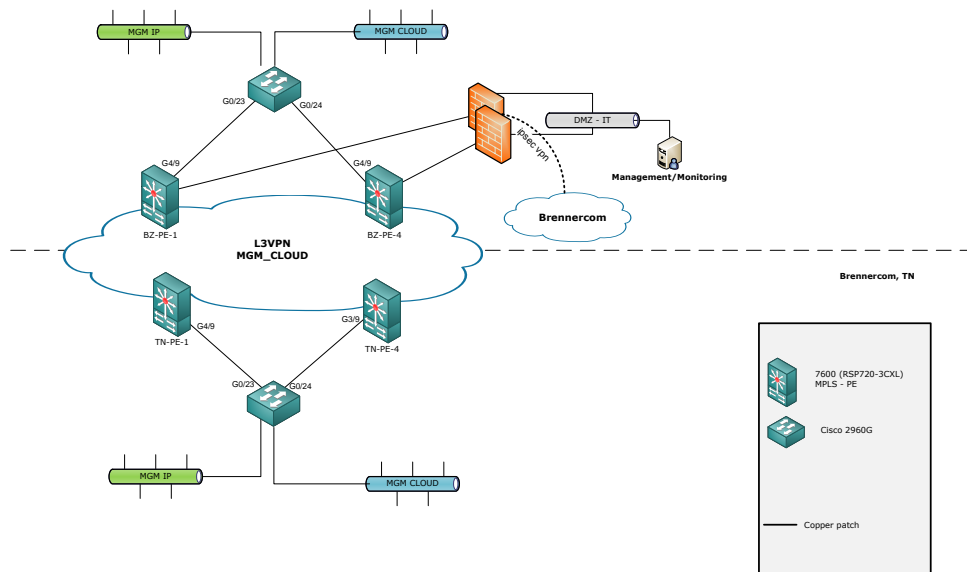 MGM IP
MGM CLOUD
G0/23
G0/24
DMZ - IT
ipsec vpn
G4/9
G4/9
Management/Monitoring
Brennercom
BZ-PE-1
BZ-PE-4
L3VPN
MGM_CLOUD
Brennercom, TN
G4/9
G3/9
TN-PE-1
TN-PE-4
7600 (RSP720-3CXL)
MPLS - PE
G0/23
G0/24
Cisco 2960G
MGM IP
MGM CLOUD
Copper patch